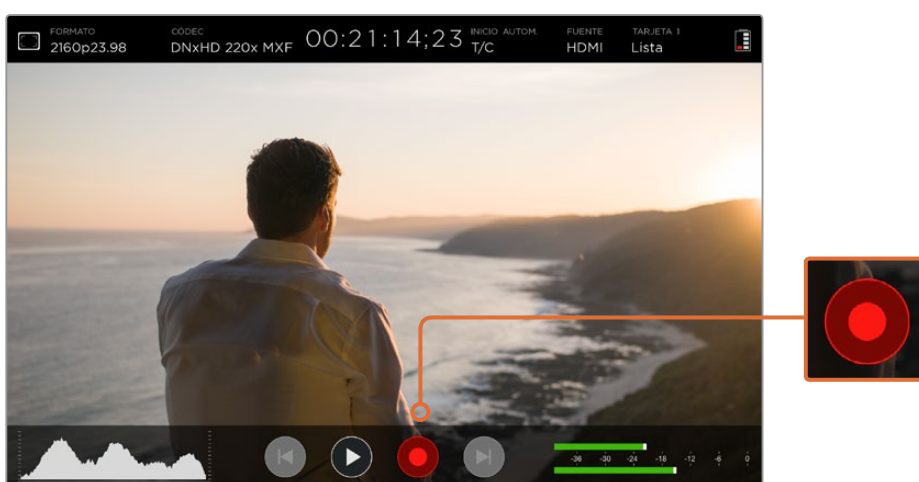 FORMATO
2160p23.98
CÓDEC
DNxHD 220x MXF
00:21:14;23
INICIO AUTOM.
T/C
FUENTE
HDMI
TARJETA 1
Lista
-36 -30 -24 -18 -12 -6 0